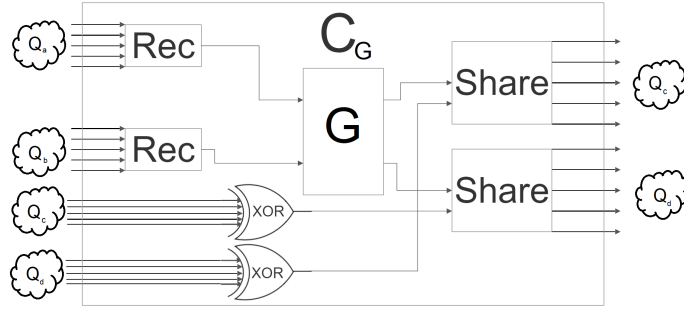 Q_a
Rec
C_G
Share
Q_c
G
Q_b
Rec
Share
Q_d
Q_c
XOR
Q_d
XOR